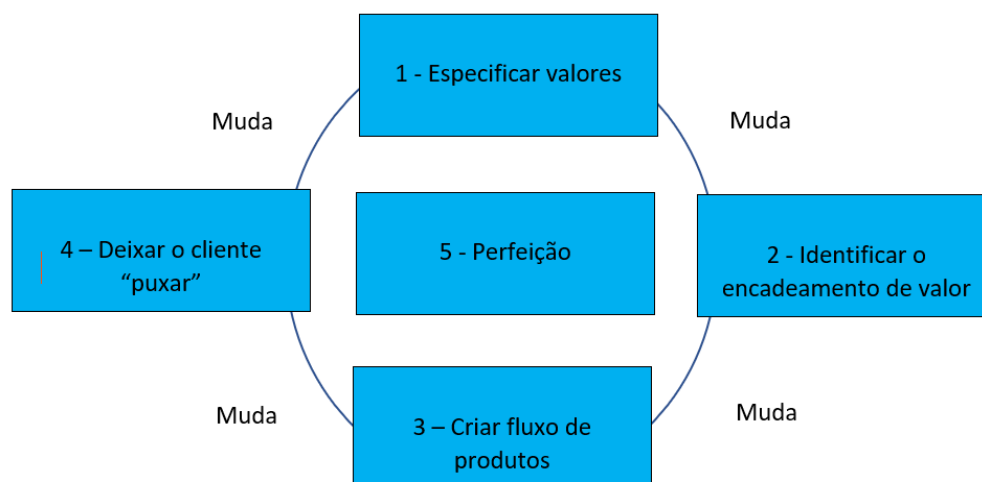 1 - Especificar valores
Muda
Muda
4 – Deixar o cliente
“puxar”
5 - Perfeição
2 - Identificar o
encadeamento de valor
Muda
Muda
3 – Criar fluxo de
produtos